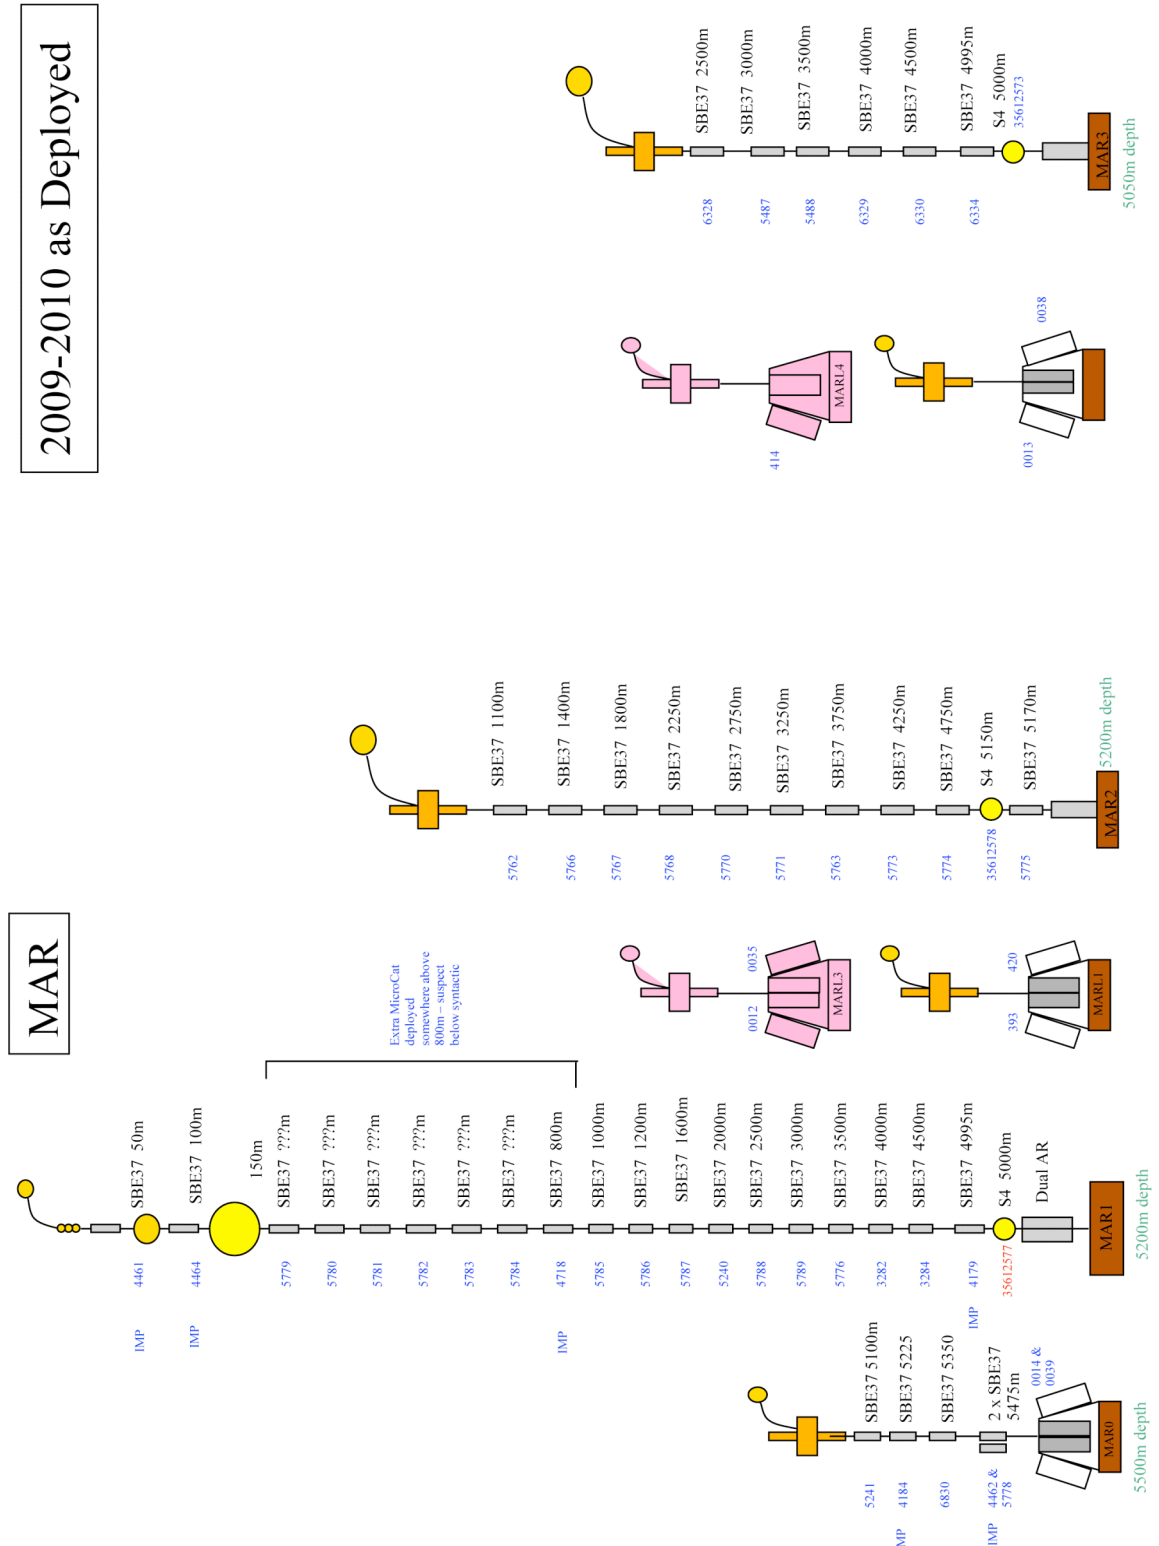 2009-2010 as Deployed
MAR
IMP
4461
SBE37  50m
IMP
4464
SBE37  100m
150m
5779
SBE37  ???m
5780
SBE37  ???m
5781
SBE37  ???m
5782
SBE37  ???m
5783
SBE37  ???m
5784
SBE37  ???m
IMP
4718
SBE37  800m
5785
SBE37  1000m
5786
SBE37  1200m
5787
SBE37  1600m
5240
SBE37  2000m
5788
SBE37  2500m
5789
SBE37  3000m
5776
SBE37  3500m
3282
SBE37  4000m
3284
SBE37  4500m
IMP
4179
SBE37  4995m
35612577
S4  5000m
Dual AR
MAR1
5200m depth
Extra MicroCat
deployed
somewhere above
800m – suspect
below syntactic
5241
SBE37 5100m
MP
4184
SBE37 5225
6830
SBE37 5350
IMP
4462 &
5778
2 x SBE37
5475m
0014 &
0039
MAR0
5500m depth
0012
0035
MARL3
393
420
MARL1
5762
SBE37  1100m
5766
SBE37  1400m
5767
SBE37  1800m
5768
SBE37  2250m
5770
SBE37  2750m
5771
SBE37  3250m
5763
SBE37  3750m
5773
SBE37  4250m
5774
SBE37  4750m
35612578
S4  5150m
5775
SBE37  5170m
MAR2
5200m depth
414
MARL4
0013
0038
6328
SBE37  2500m
5487
SBE37  3000m
5488
SBE37  3500m
6329
SBE37  4000m
6330
SBE37  4500m
6334
SBE37  4995m
S4  5000m
35612573
MAR3
5050m depth